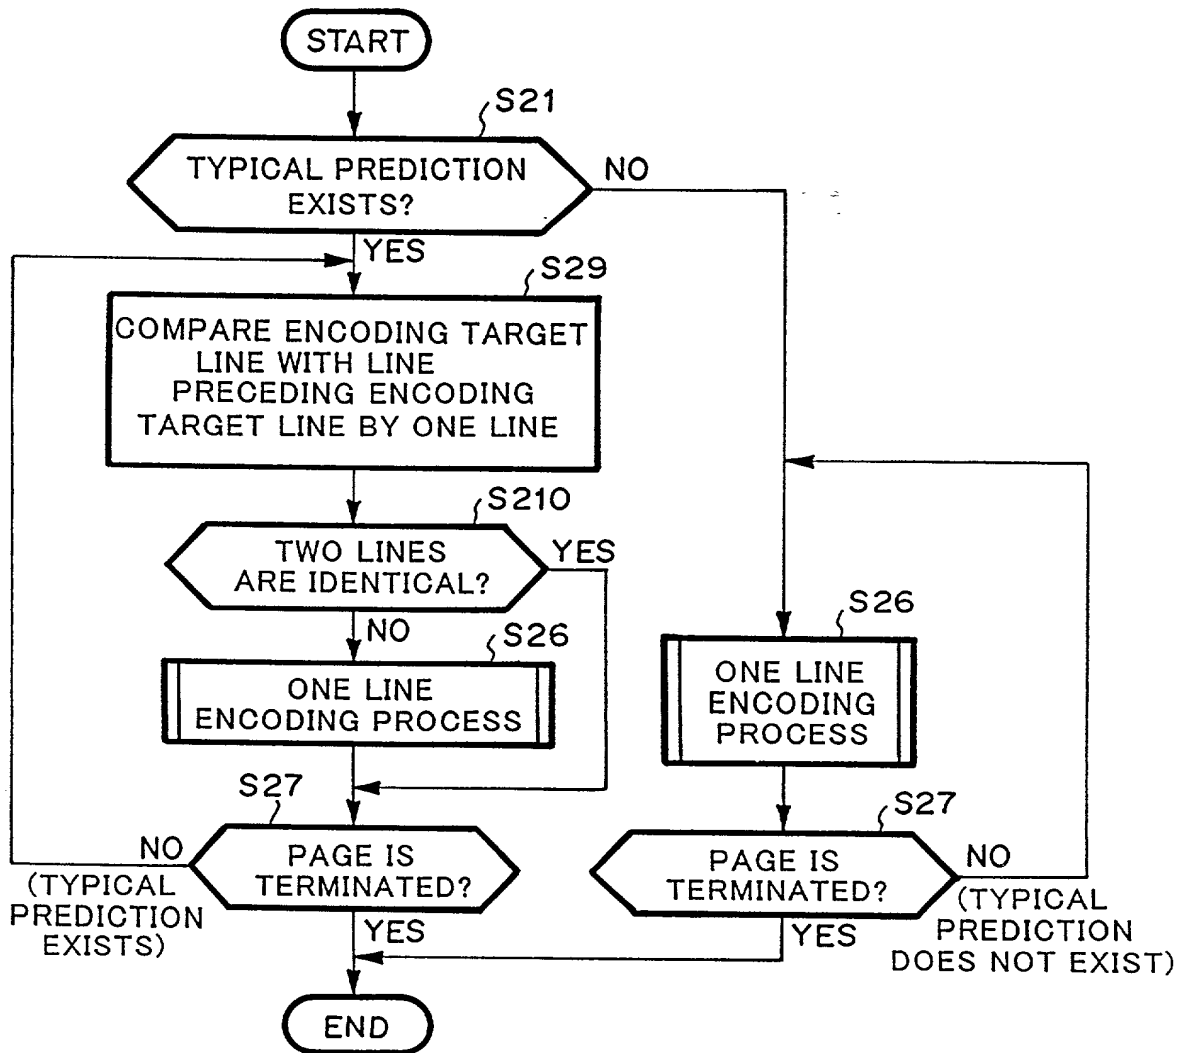 START
S21
TYPICAL PREDICTION
EXISTS?
NO
YES
S29
COMPARE ENCODING TARGET
LINE WITH LINE
PRECEDING ENCODING
TARGET LINE BY ONE LINE
S210
TWO LINES
ARE IDENTICAL?
YES
NO
S26
ONE LINE
ENCODING PROCESS
S27
PAGE IS
TERMINATED?
NO
(TYPICAL
PREDICTION
EXISTS)
YES
S26
ONE LINE
ENCODING
PROCESS
S27
PAGE IS
TERMINATED?
NO
(TYPICAL
PREDICTION
DOES NOT EXIST)
YES
END